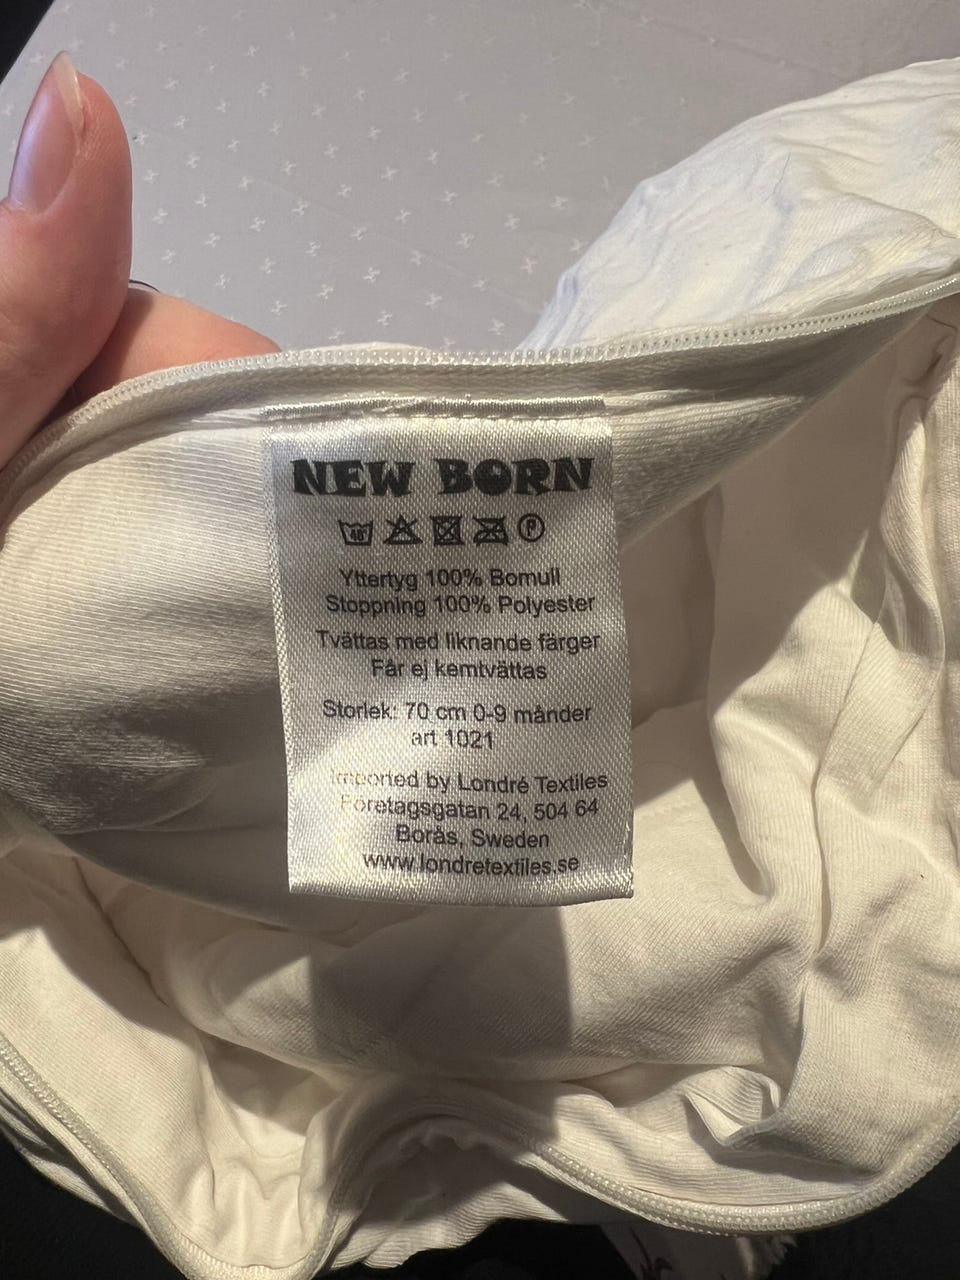 NEW BORN
40°
P
Yttertyg 100% Bomull
Stoppning 100% Polyester
Tvättas med liknande färger
Får ej kemtvättas
Storlek: 70 cm 0-9 månder
art 1021
Imported by Londré Textiles
Företagsgatan 24, 504 64
Borås, Sweden
www.londretextiles.se